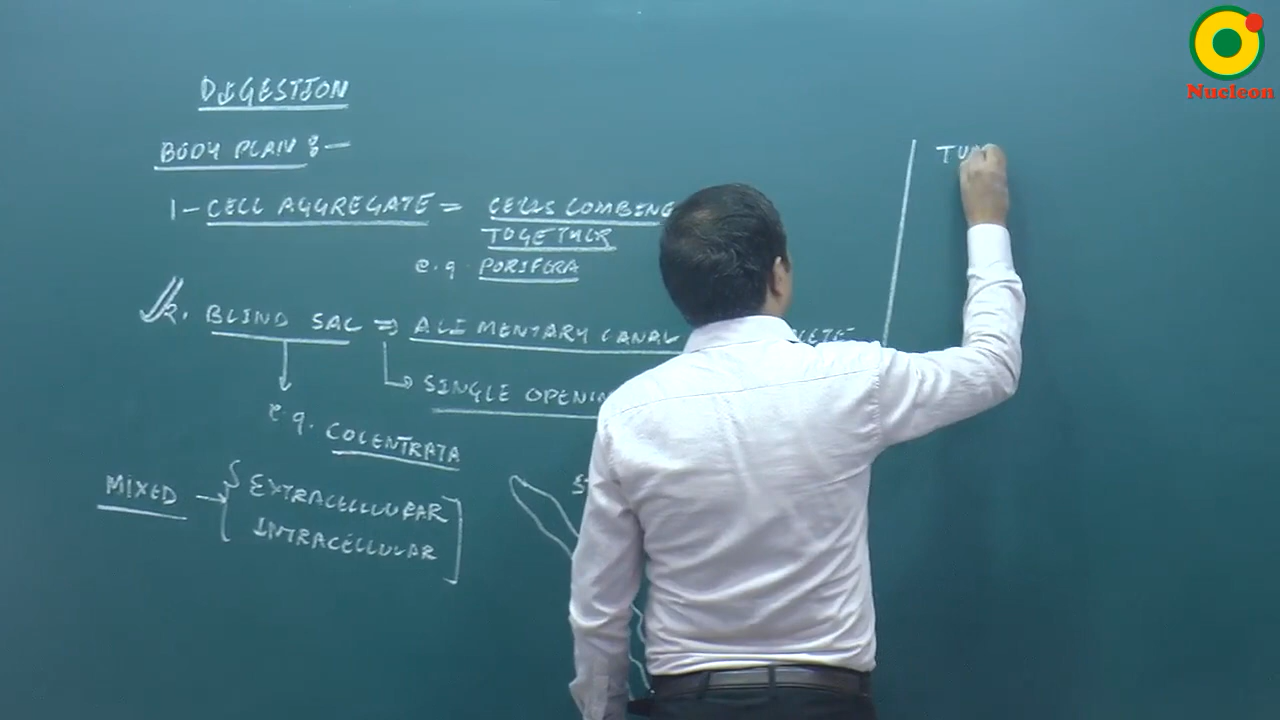 DIGESTION
BODY PLAN :-
1- CELL AGGREGATE = CELLS COMBINE
TOGETHER
e.g. PORIFERA
2. BLIND SAC => ALIMENTARY CANAL
SINGLE
e.g. COLENTRATA
MIXED
EXTRACELLULAR
INTRACELLULAR
Nucleon